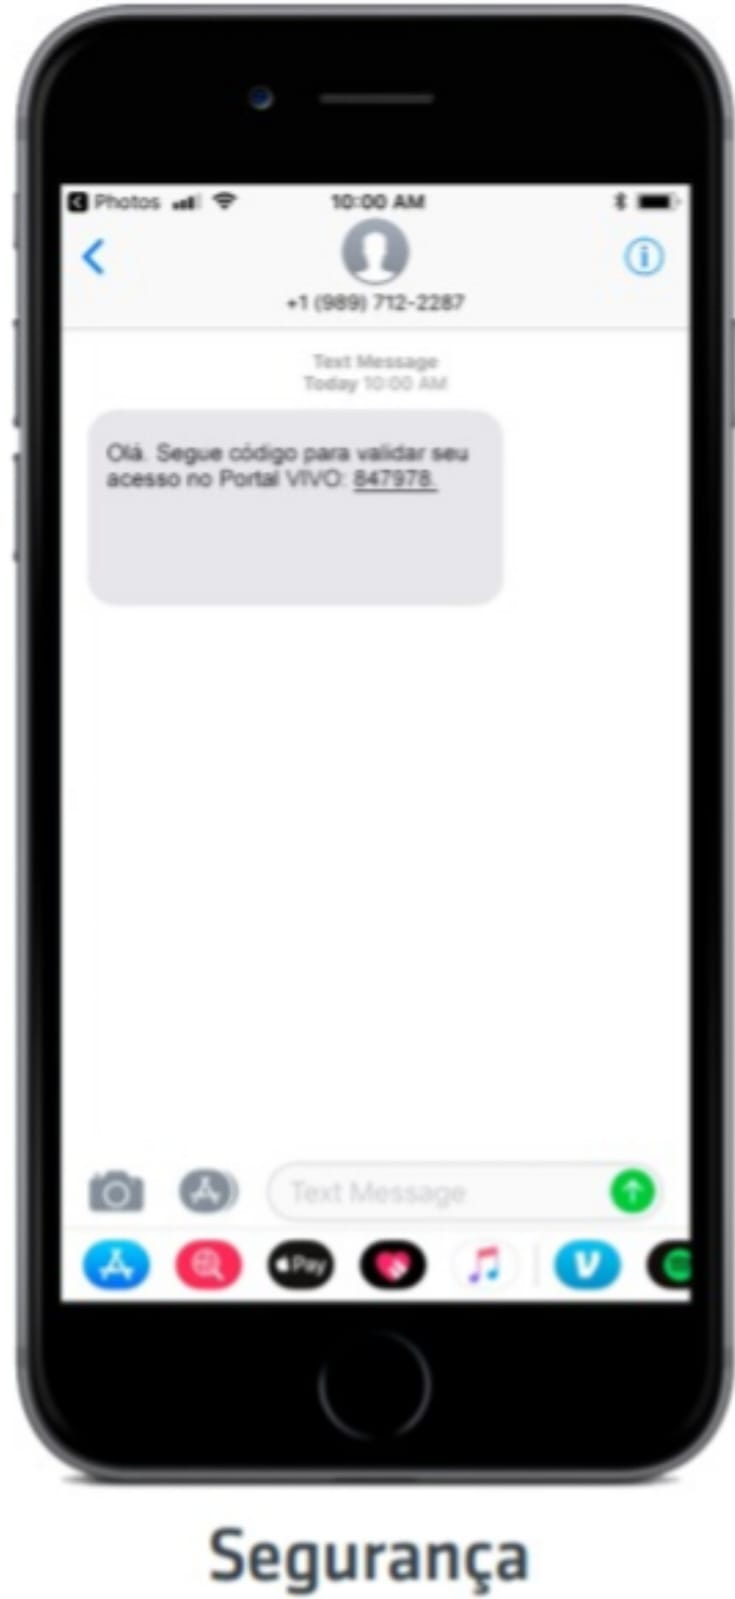 Photos
10:00 AM
+1 (989) 712-2287
Text Message
Today 10:00 AM
Olá. Segue código para validar seu
acesso no Portal VIVO: 847978.
Text Message
Pay
Segurança